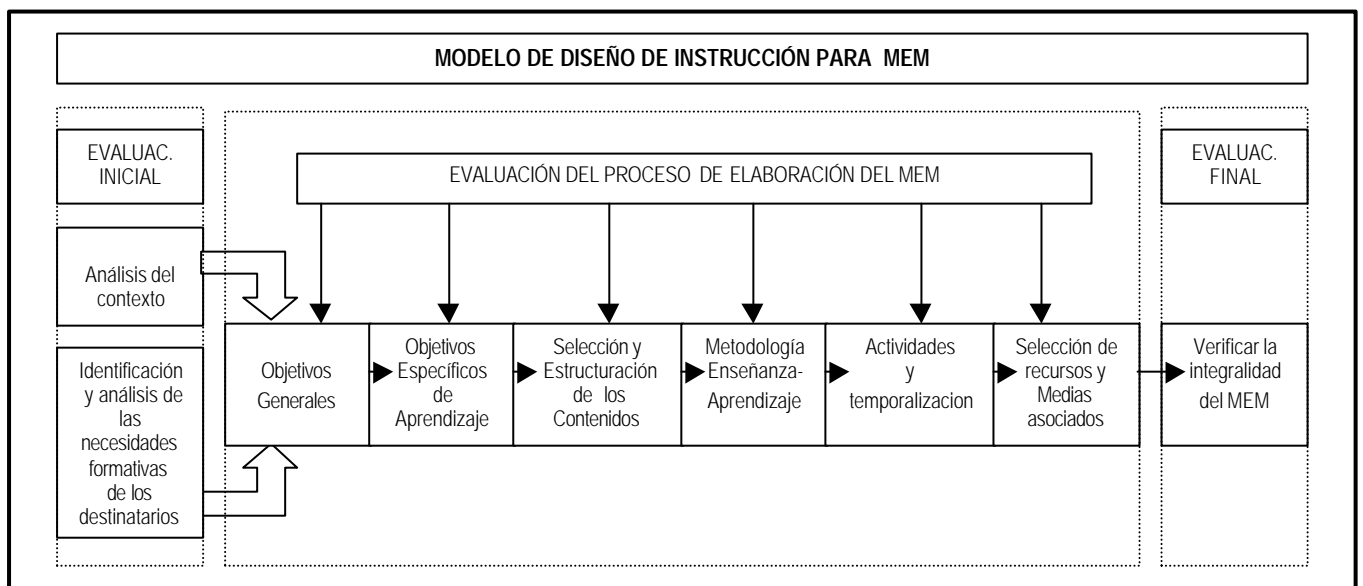 MODELO DE DISEÑO DE INSTRUCCIÓN PARA MEM
EVALUAC.
INICIAL
Análisis del
contexto
Identificación
y análisis de
las
necesidades
formativas
de los
destinatarios
EVALUACIÓN DEL PROCESO DE ELABORACIÓN DEL MEM
Objetivos
Generales
Objetivos
Específicos
de
Aprendizaje
Selección y
Estructuración
de los
Contenidos
Metodología
Enseñanza-
Aprendizaje
Actividades
y
temporalizacion
Selección de
recursos y
Medias
asociados
EVALUAC.
FINAL
Verificar la
integralidad
del MEM